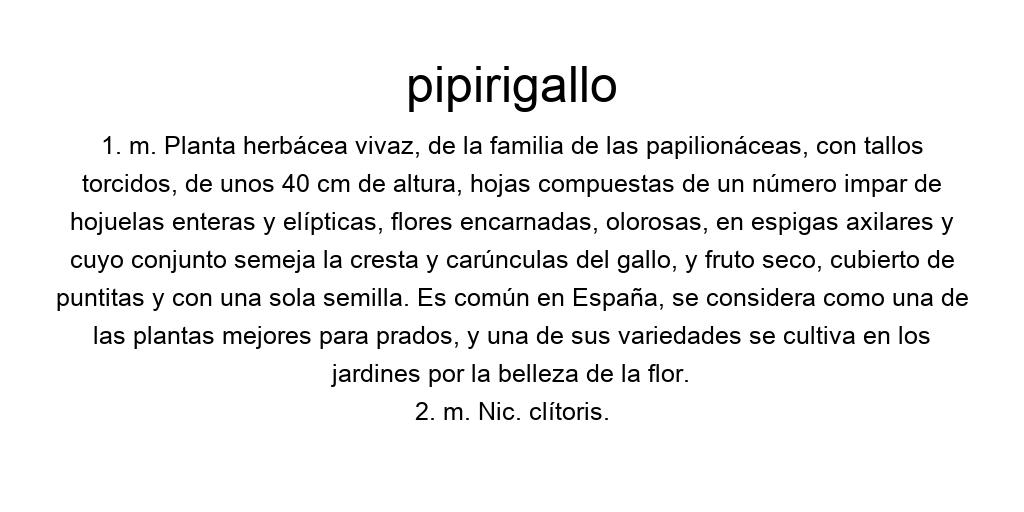 pipirigallo
1. m. Planta herbácea vivaz, de la familia de las papilionáceas, con tallos
torcidos, de unos 40 cm de altura, hojas compuestas de un número impar de
hojuelas enteras y elípticas, flores encarnadas, olorosas, en espigas axilares y
cuyo conjunto semeja la cresta y carúnculas del gallo, y fruto seco, cubierto de
puntitas y con una sola semilla. Es común en España, se considera como una de
las plantas mejores para prados, y una de sus variedades se cultiva en los
jardines por la belleza de la flor.
2. m. Nic. clítoris.